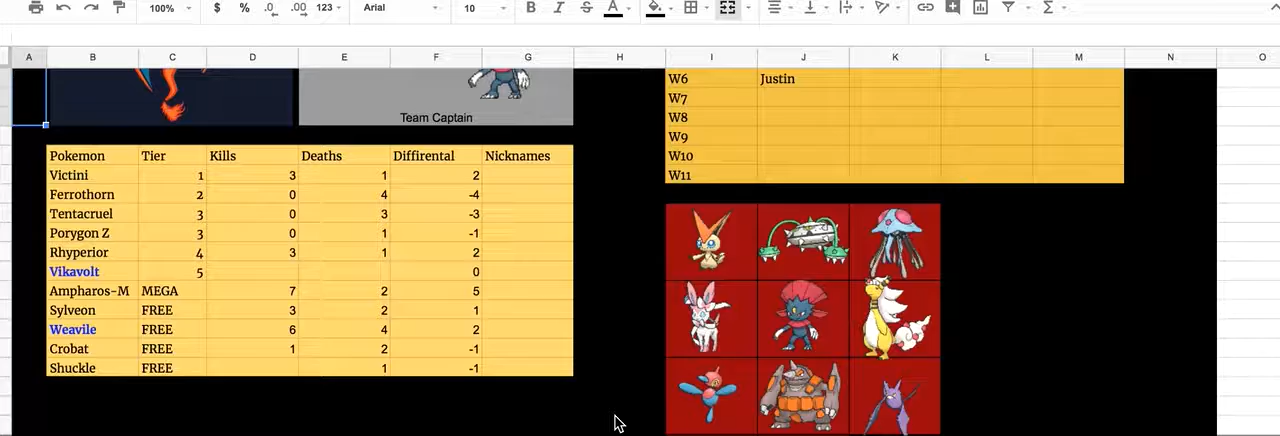 100% $ % .0 .00 123 Arial 10 B I S A
A B C D E F G H I J K L M N O
Team Captain
W6 Justin
W7
W8
W9
W10
W11
Pokemon Tier Kills Deaths Diffirental Nicknames
Victini 1 3 1 2
Ferrothorn 2 0 4 -4
Tentacruel 3 0 3 -3
Porygon Z 3 0 1 -1
Rhyperior 4 3 1 2
Vikavolt 5 0
Ampharos-M MEGA 7 2 5
Sylveon FREE 3 2 1
Weavile FREE 6 4 2
Crobat FREE 1 2 -1
Shuckle FREE 1 -1